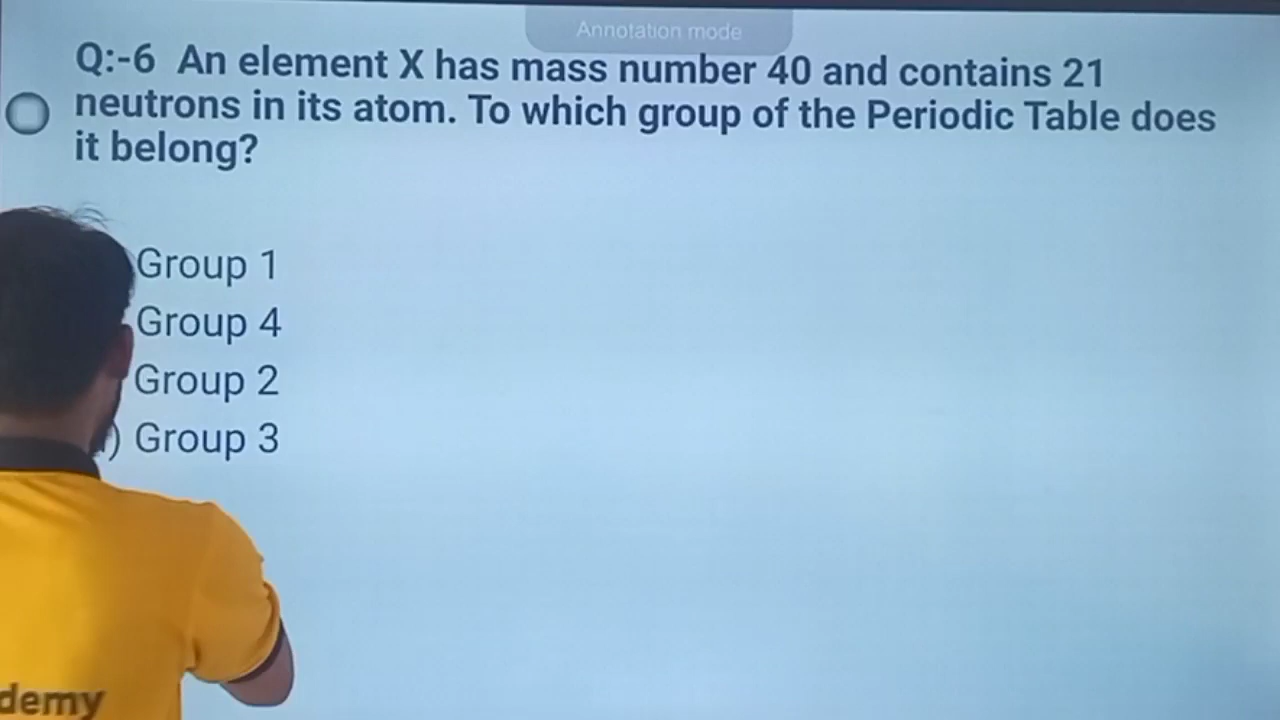 Annotation mode
Q:-6 An element X has mass number 40 and contains 21
neutrons in its atom. To which group of the Periodic Table does
it belong?
Group 1
Group 4
Group 2
) Group 3
demy